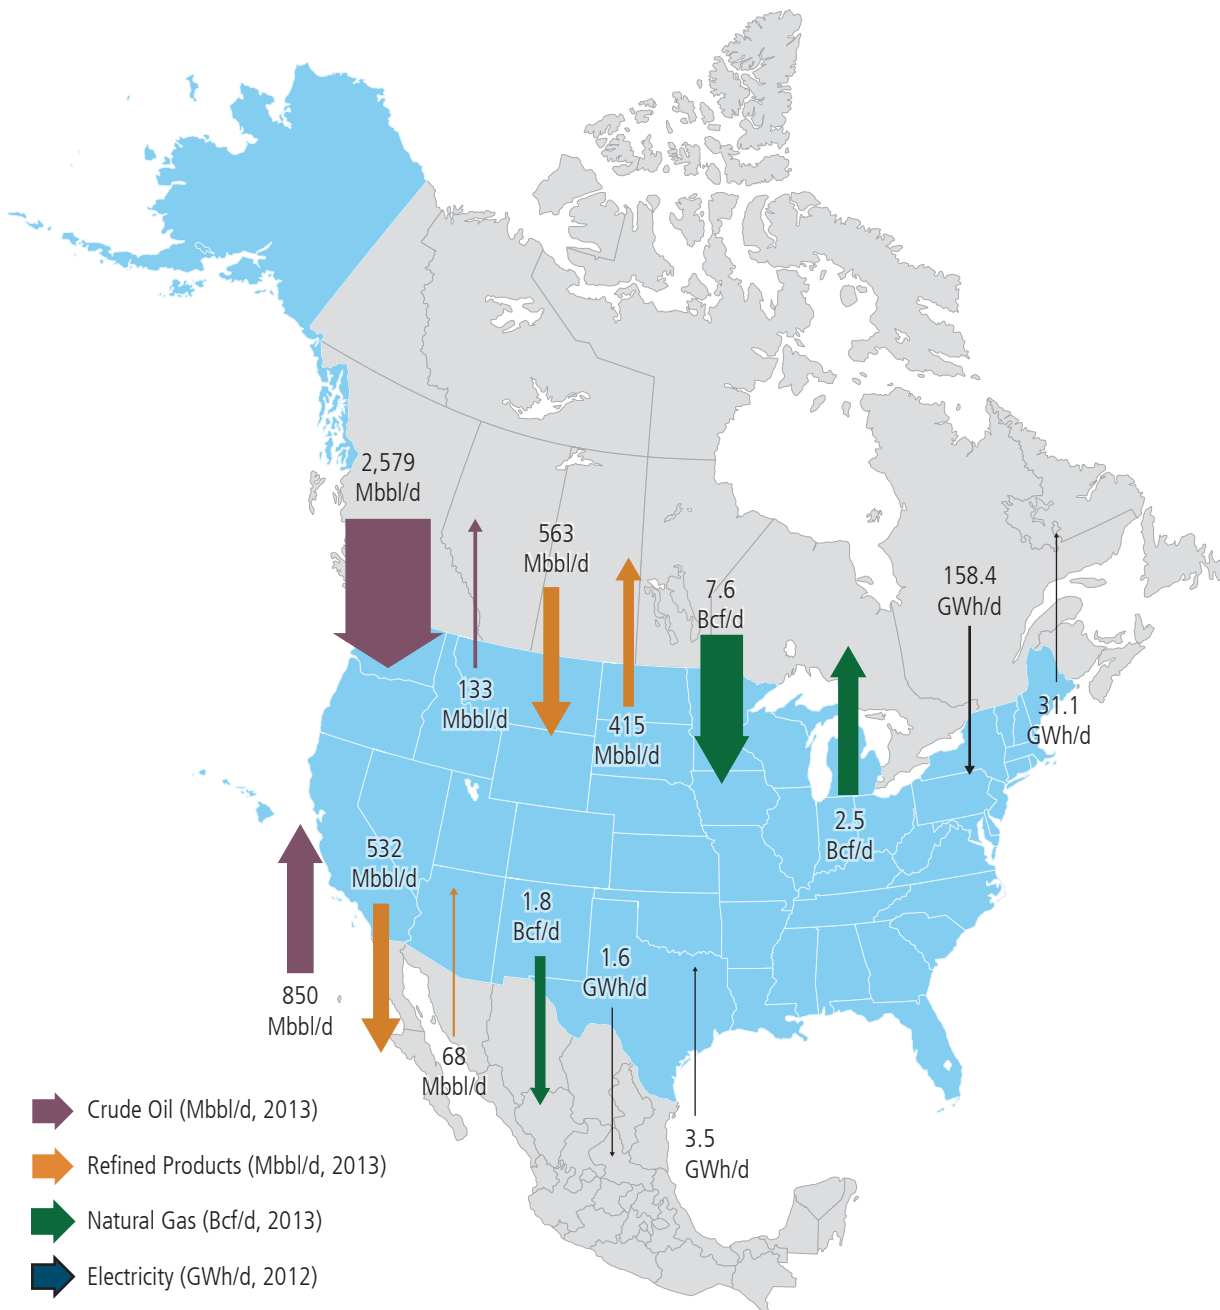 2,579
Mbbl/d
563
Mbbl/d
7.6
Bcf/d
158.4
GWh/d
133
Mbbl/d
415
Mbbl/d
31.1
GWh/d
2.5
Bcf/d
532
Mbbl/d
1.8
Bcf/d
1.6
GWh/d
850
Mbbl/d
68
Mbbl/d
3.5
GWh/d
Crude Oil (Mbbl/d, 2013)
Refined Products (Mbbl/d, 2013)
Natural Gas (Bcf/d, 2013)
Electricity (GWh/d, 2012)